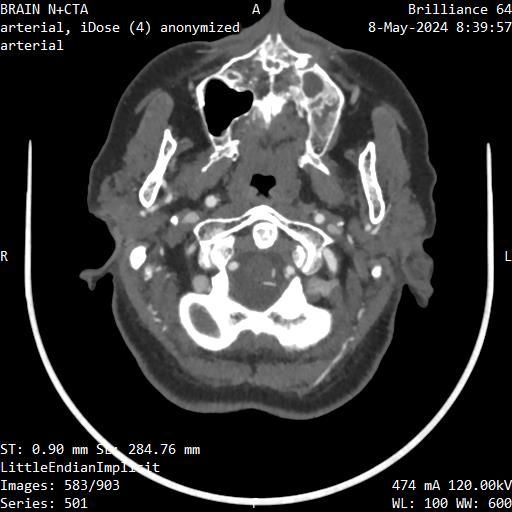 BRAIN N+CTA A Brilliance 64
arterial, iDose (4) anonymized 8-May-2024 8:39:57
arterial
R L
ST: 0.90 mm SL: 284.76 mm
LittleEndianImplicit
Images: 583/903 474 mA 120.00kV
Series: 501 P WL: 100 WW: 600